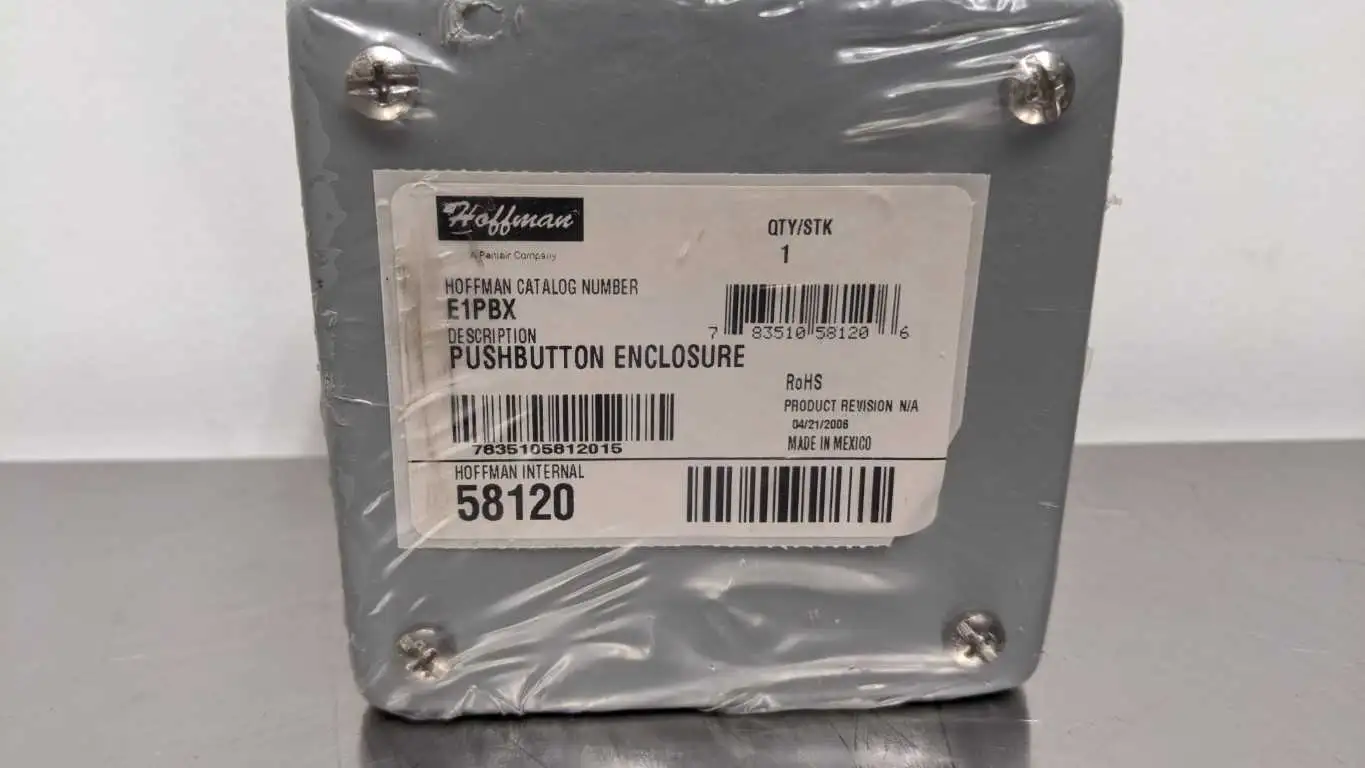 Hoffman
A Pentair Company
QTY/STK
1
HOFFMAN CATALOG NUMBER
E1PBX
DESCRIPTION
PUSHBUTTON ENCLOSURE
7 83510 58120 6
RoHS
PRODUCT REVISION N/A
04/21/2006
MADE IN MEXICO
7835105812015
HOFFMAN INTERNAL
58120